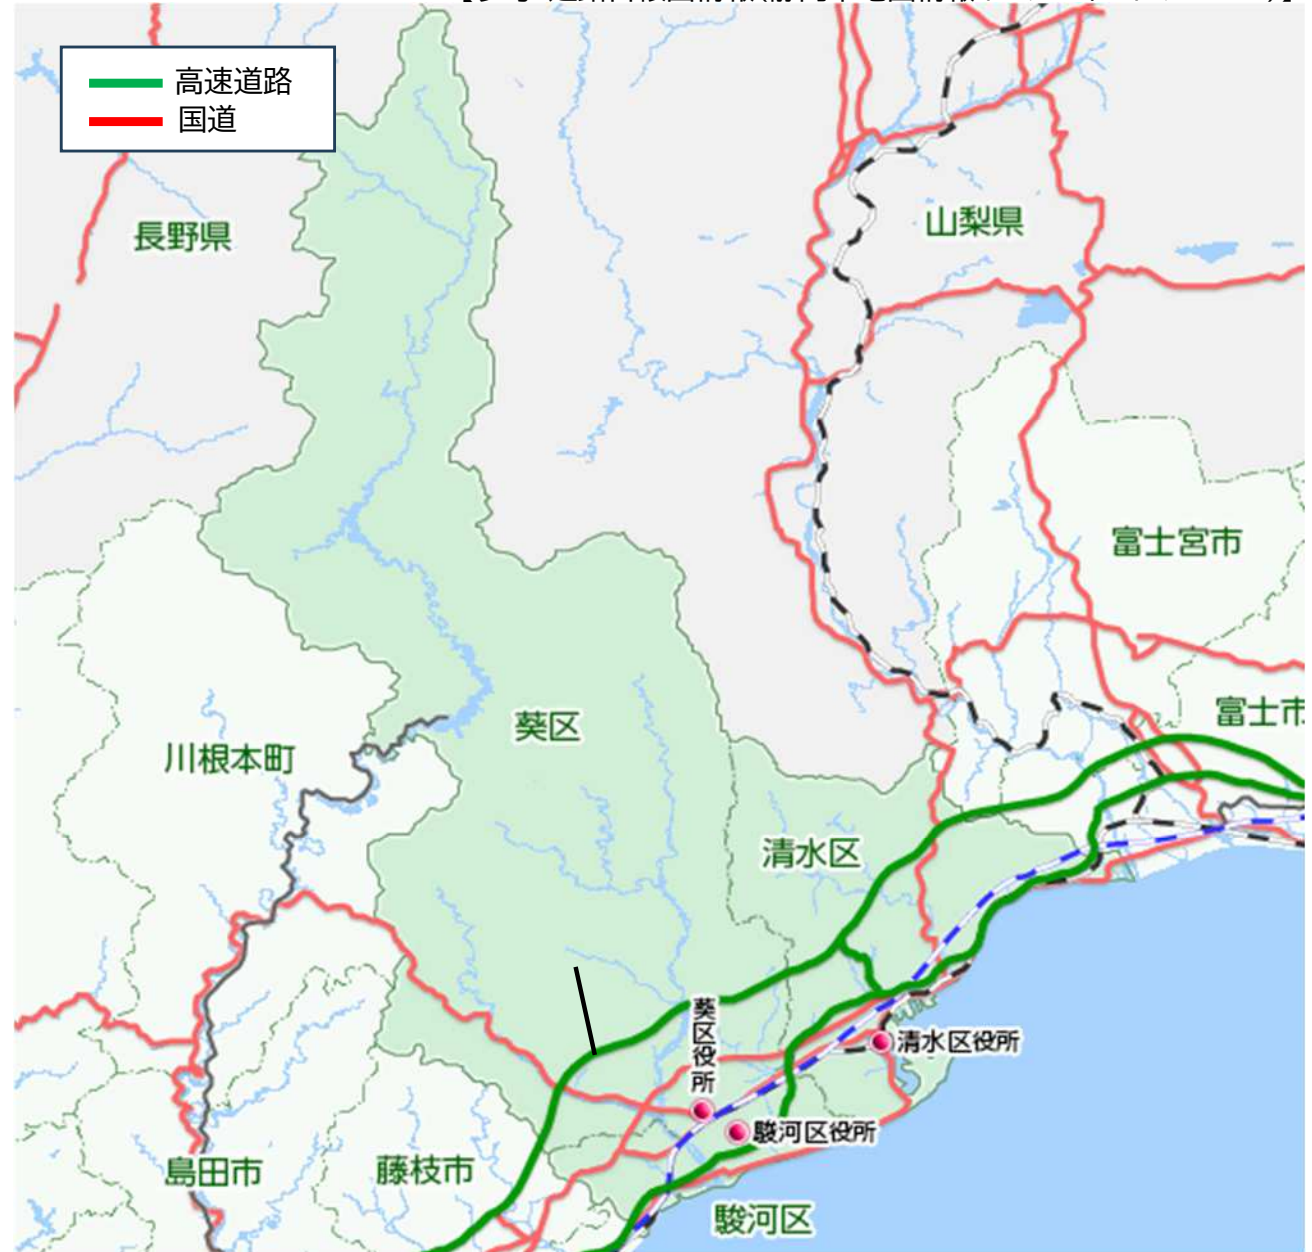 高速道路
国道
長野県
山梨県
富士宮市
富士市
葵区
川根本町
清水区
葵区役所
清水区役所
駿河区役所
島田市
藤枝市
駿河区